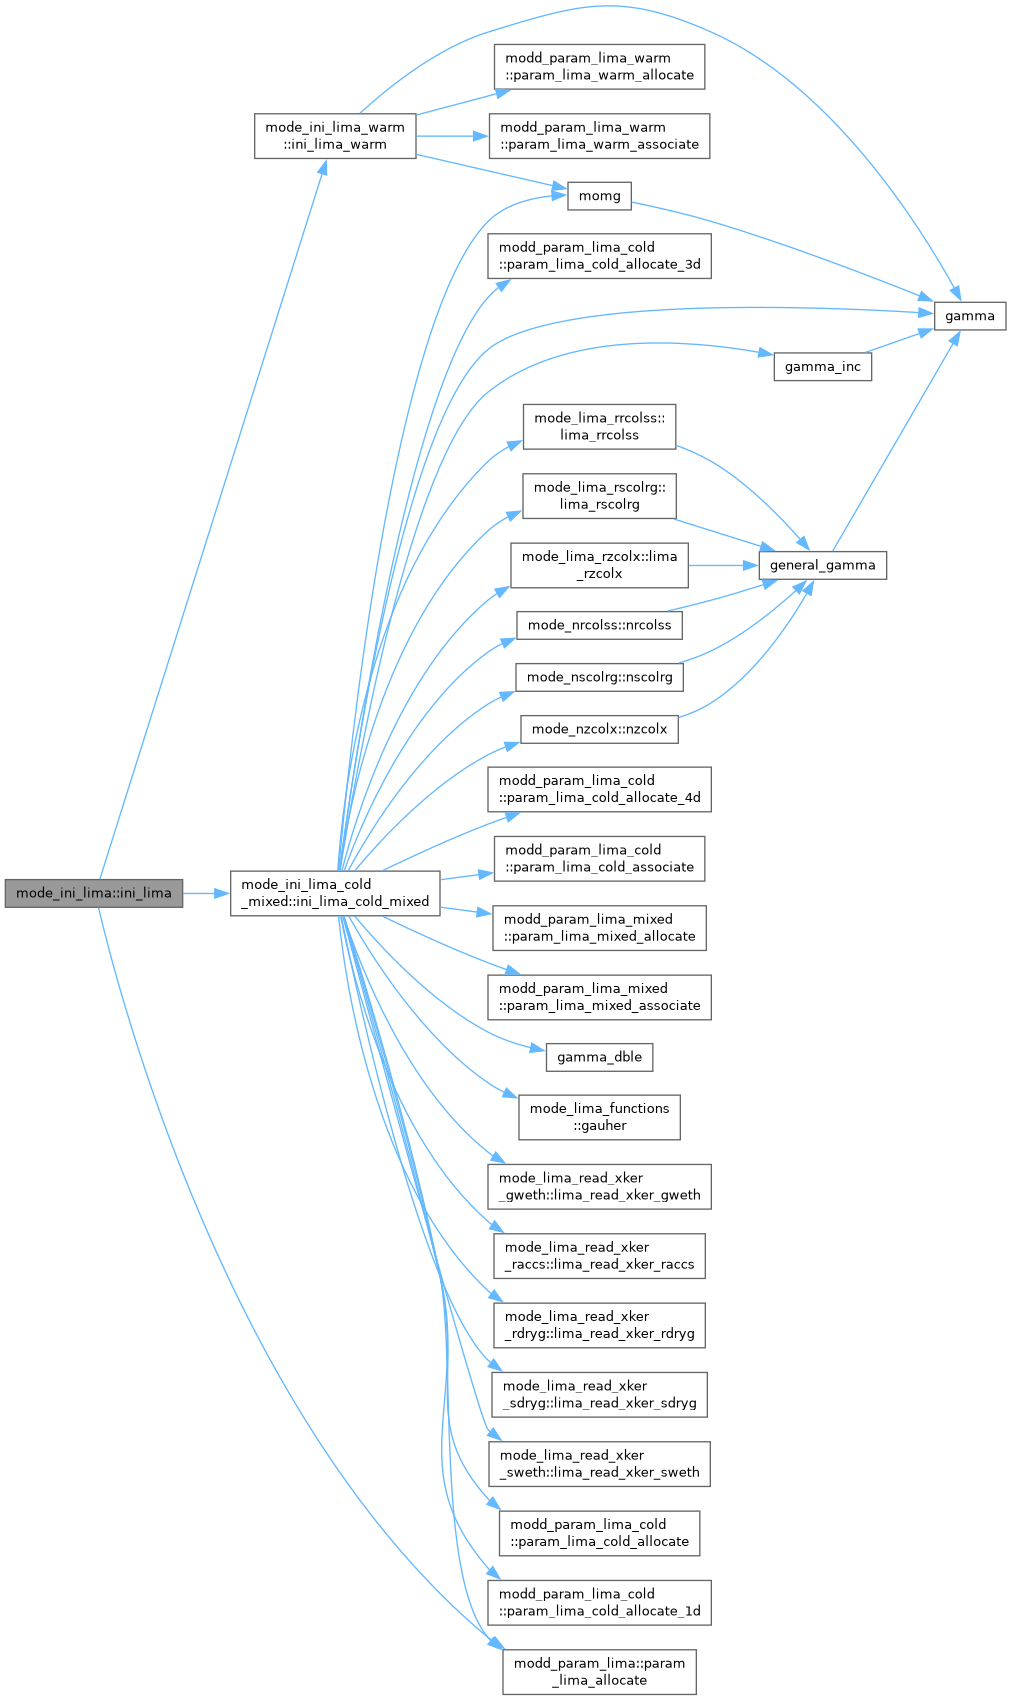 modd_param_lima_warm
::param_lima_warm_allocate
mode_ini_lima_warm
::ini_lima_warm
modd_param_lima_warm
::param_lima_warm_associate
momg
modd_param_lima_cold
::param_lima_cold_allocate_3d
gamma
gamma_inc
mode_lima_rrcolss::
lima_rrcolss
mode_lima_rscolrg::
lima_rscolrg
mode_lima_rzcolx::lima
_rzcolx
general_gamma
mode_nrcolss::nrcolss
mode_nscolrg::nscolrg
mode_nzcolx::nzcolx
modd_param_lima_cold
::param_lima_cold_allocate_4d
modd_param_lima_cold
::param_lima_cold_associate
mode_ini_lima::ini_lima
mode_ini_lima_cold
_mixed::ini_lima_cold_mixed
modd_param_lima_mixed
::param_lima_mixed_allocate
modd_param_lima_mixed
::param_lima_mixed_associate
gamma_dble
mode_lima_functions
::gauher
mode_lima_read_xker
_gweth::lima_read_xker_gweth
mode_lima_read_xker
_raccs::lima_read_xker_raccs
mode_lima_read_xker
_rdryg::lima_read_xker_rdryg
mode_lima_read_xker
_sdryg::lima_read_xker_sdryg
mode_lima_read_xker
_sweth::lima_read_xker_sweth
modd_param_lima_cold
::param_lima_cold_allocate
modd_param_lima_cold
::param_lima_cold_allocate_1d
modd_param_lima::param
_lima_allocate